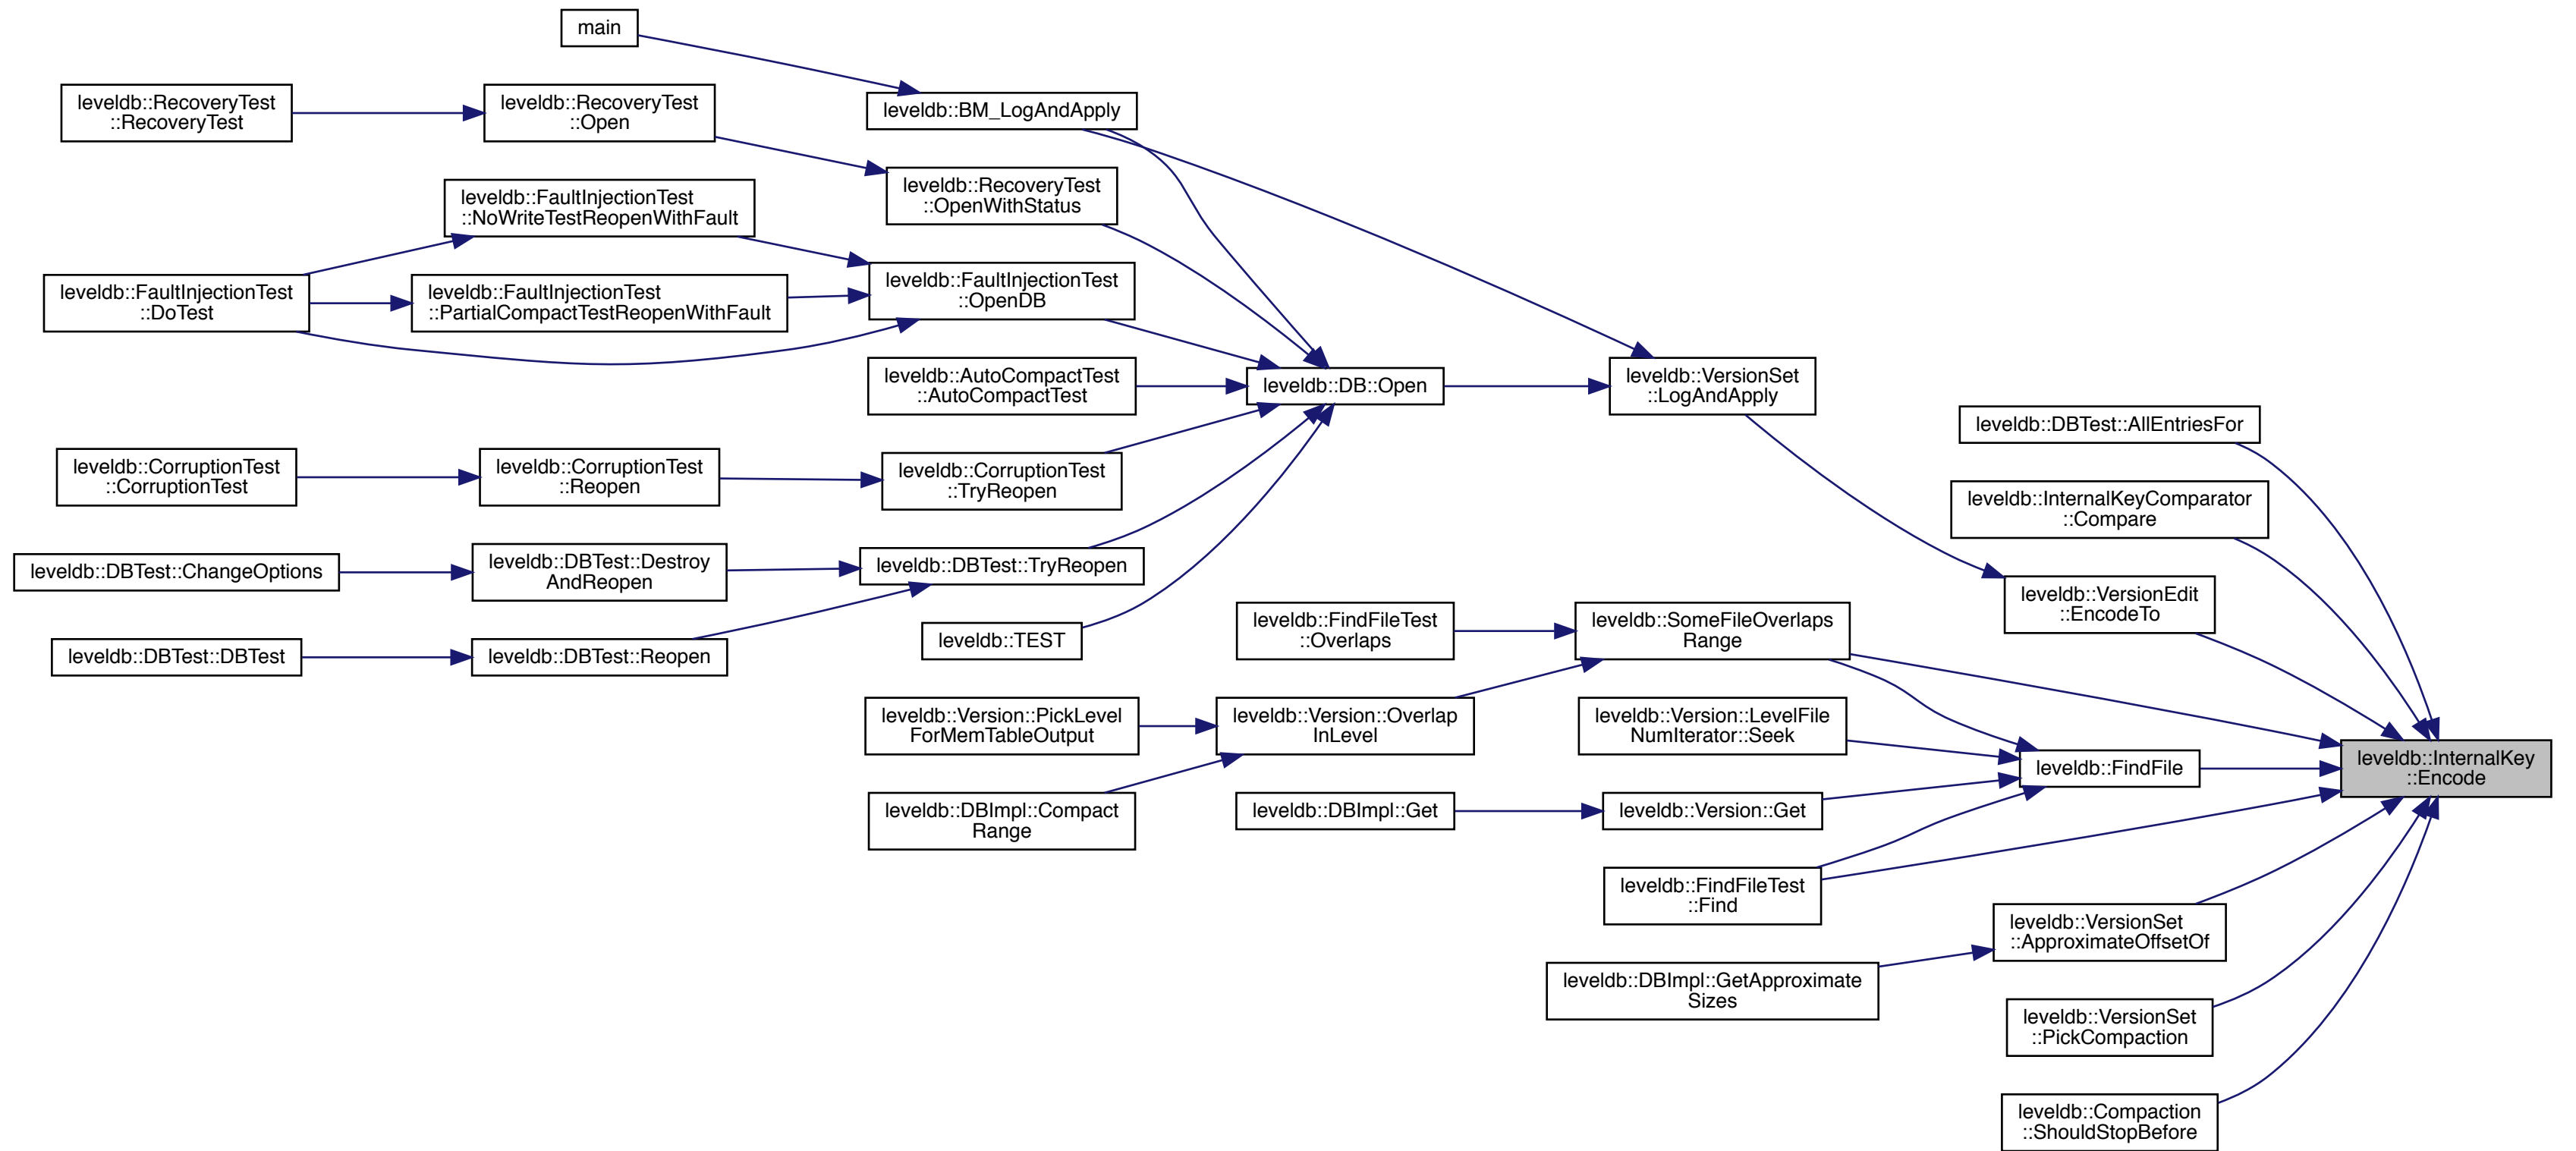 main
leveldb::RecoveryTest
::RecoveryTest
leveldb::RecoveryTest
::Open
leveldb::BM_LogAndApply
leveldb::RecoveryTest
::OpenWithStatus
leveldb::FaultInjectionTest
::NoWriteTestReopenWithFault
leveldb::FaultInjectionTest
::DoTest
leveldb::FaultInjectionTest
::PartialCompactTestReopenWithFault
leveldb::FaultInjectionTest
::OpenDB
leveldb::AutoCompactTest
::AutoCompactTest
leveldb::DB::Open
leveldb::VersionSet
::LogAndApply
leveldb::DBTest::AllEntriesFor
leveldb::CorruptionTest
::CorruptionTest
leveldb::CorruptionTest
::Reopen
leveldb::CorruptionTest
::TryReopen
leveldb::InternalKeyComparator
::Compare
leveldb::DBTest::ChangeOptions
leveldb::DBTest::Destroy
AndReopen
leveldb::DBTest::TryReopen
leveldb::VersionEdit
::EncodeTo
leveldb::DBTest::DBTest
leveldb::DBTest::Reopen
leveldb::TEST
leveldb::FindFileTest
::Overlaps
leveldb::SomeFileOverlaps
Range
leveldb::Version::PickLevel
ForMemTableOutput
leveldb::Version::Overlap
InLevel
leveldb::Version::LevelFile
NumIterator::Seek
leveldb::FindFile
leveldb::InternalKey
::Encode
leveldb::DBImpl::Compact
Range
leveldb::DBImpl::Get
leveldb::Version::Get
leveldb::FindFileTest
::Find
leveldb::VersionSet
::ApproximateOffsetOf
leveldb::DBImpl::GetApproximate
Sizes
leveldb::VersionSet
::PickCompaction
leveldb::Compaction
::ShouldStopBefore